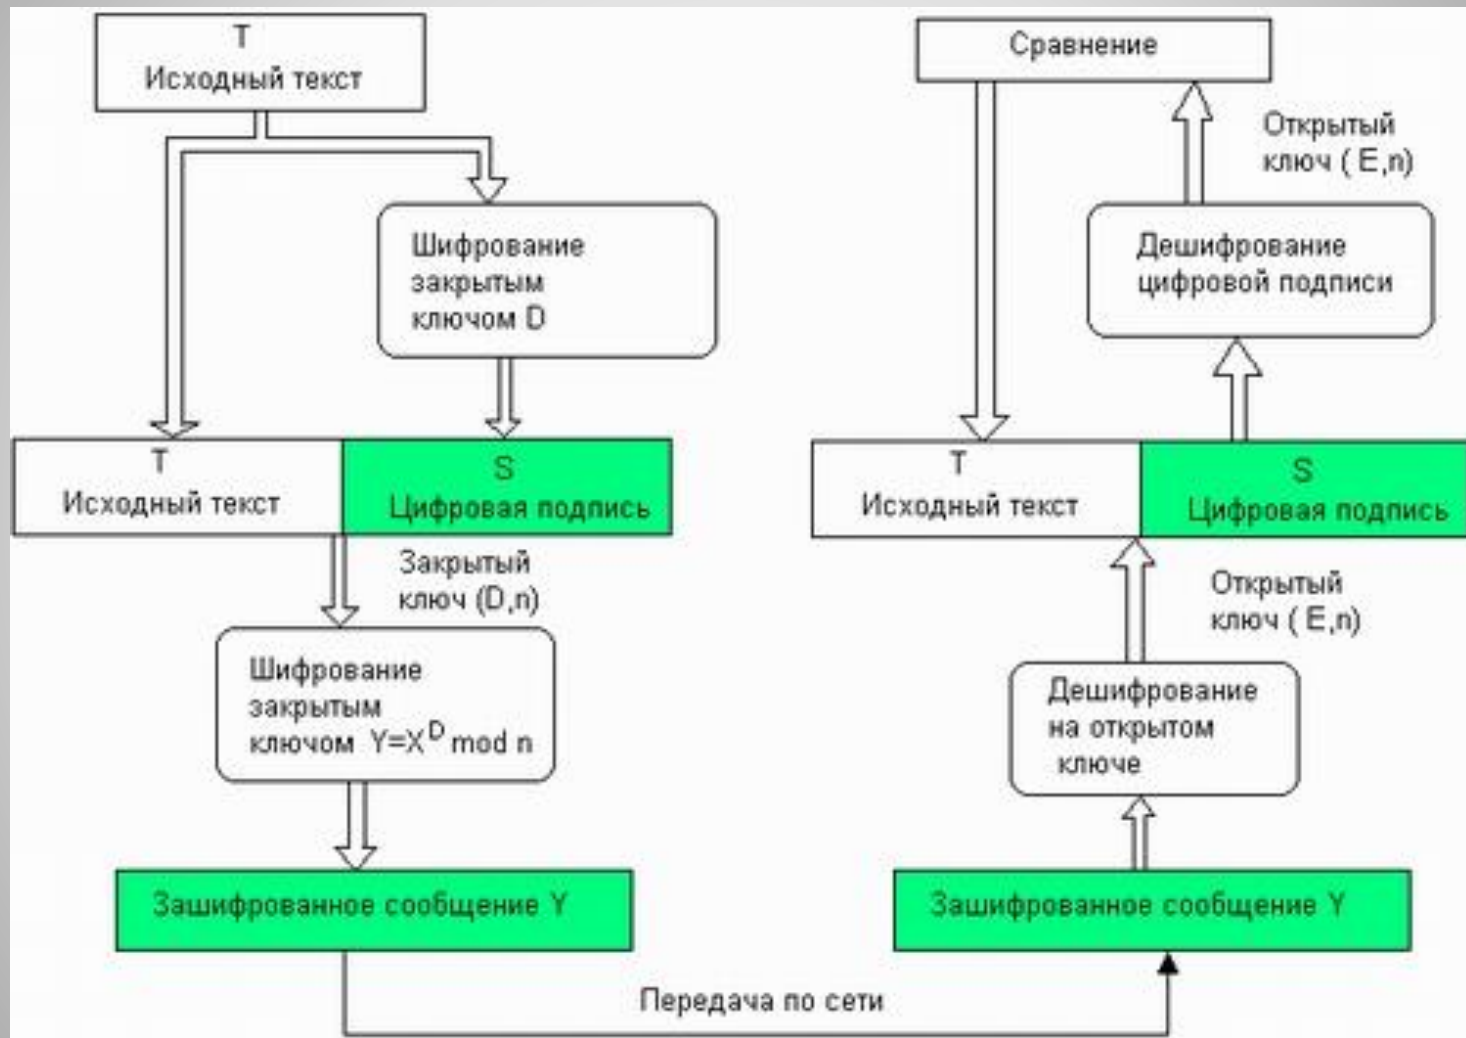 T
Исходный текст
Шифрование
закрытым
ключом D
T
Исходный текст
S
Цифровая подпись
Закрытый
ключ (D,n)
Шифрование
закрытым
ключом Y=X^D mod n
Зашифрованное сообщение Y
Передача по сети
Сравнение
Открытый
ключ ( E,n)
Дешифрование
цифровой подписи
T
Исходный текст
S
Цифровая подпись
Открытый
ключ ( E,n)
Дешифрование
на открытом
ключе
Зашифрованное сообщение Y